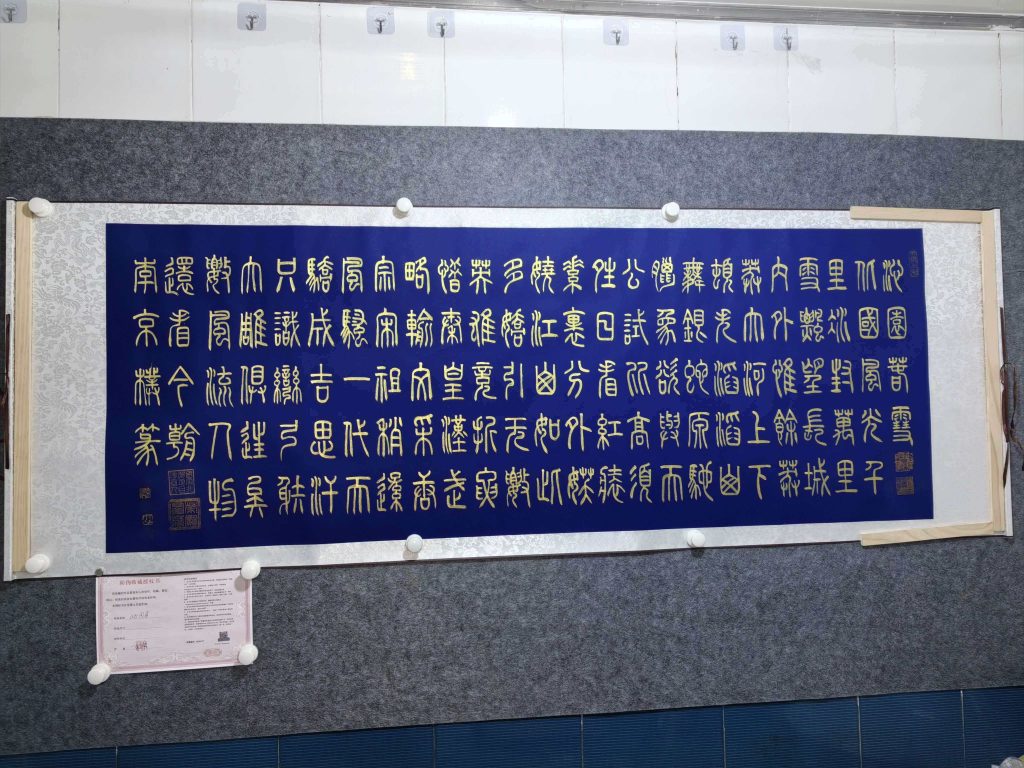 沁園春雪
北國風光千
里冰封萬里
雪飄望長城
內外惟餘莽
莽大河上下
頓失滔滔山
舞銀蛇原馳
臘象欲與天
公試比高須
晴日看紅裝
素裹分外妖
嬈江山如此
多嬌引无數
英雄競折腰
惜秦皇漢武
略輸文采唐
宗宋祖稍遜
風騷一代天
驕成吉思汗
只識彎弓射
大雕俱往矣
數風流人物
還看今朝
南京樸篆